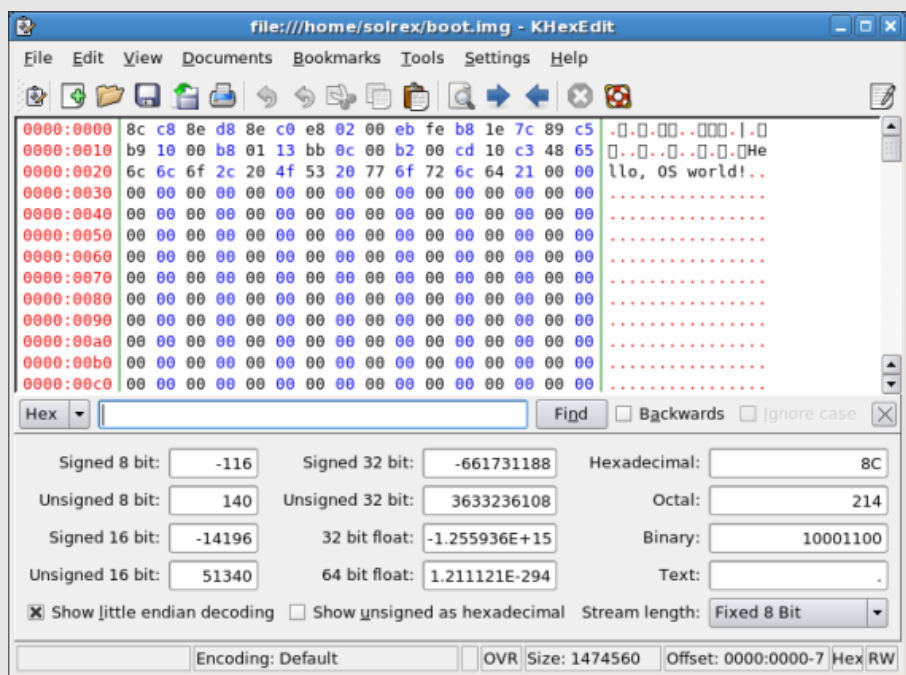 file:///home/solrex/boot.img - KHexEdit
File Edit View Documents Bookmarks Tools Settings Help
0000:0000 8c c8 8e d8 8e c0 e8 02 00 eb fe b8 1e 7c 89 c5 .▯.▯.▯▯..▯▯▯.|.▯
0000:0010 b9 10 00 b8 01 13 bb 0c 00 b2 00 cd 10 c3 48 65 ▯..▯..▯..▯.▯.▯He
0000:0020 6c 6c 6f 2c 20 4f 53 20 77 6f 72 6c 64 21 00 00 llo, OS world!..
0000:0030 00 00 00 00 00 00 00 00 00 00 00 00 00 00 00 00 ................
0000:0040 00 00 00 00 00 00 00 00 00 00 00 00 00 00 00 00 ................
0000:0050 00 00 00 00 00 00 00 00 00 00 00 00 00 00 00 00 ................
0000:0060 00 00 00 00 00 00 00 00 00 00 00 00 00 00 00 00 ................
0000:0070 00 00 00 00 00 00 00 00 00 00 00 00 00 00 00 00 ................
0000:0080 00 00 00 00 00 00 00 00 00 00 00 00 00 00 00 00 ................
0000:0090 00 00 00 00 00 00 00 00 00 00 00 00 00 00 00 00 ................
0000:00a0 00 00 00 00 00 00 00 00 00 00 00 00 00 00 00 00 ................
0000:00b0 00 00 00 00 00 00 00 00 00 00 00 00 00 00 00 00 ................
0000:00c0 00 00 00 00 00 00 00 00 00 00 00 00 00 00 00 00 ................
Hex Find Backwards Ignore case
Signed 8 bit: -116 Signed 32 bit: -661731188 Hexadecimal: 8C
Unsigned 8 bit: 140 Unsigned 32 bit: 3633236108 Octal: 214
Signed 16 bit: -14196 32 bit float: -1.255936E+15 Binary: 10001100
Unsigned 16 bit: 51340 64 bit float: 1.211121E-294 Text: .
Show little endian decoding Show unsigned as hexadecimal Stream length: Fixed 8 Bit
Encoding: Default OVR Size: 1474560 Offset: 0000:0000-7 Hex RW